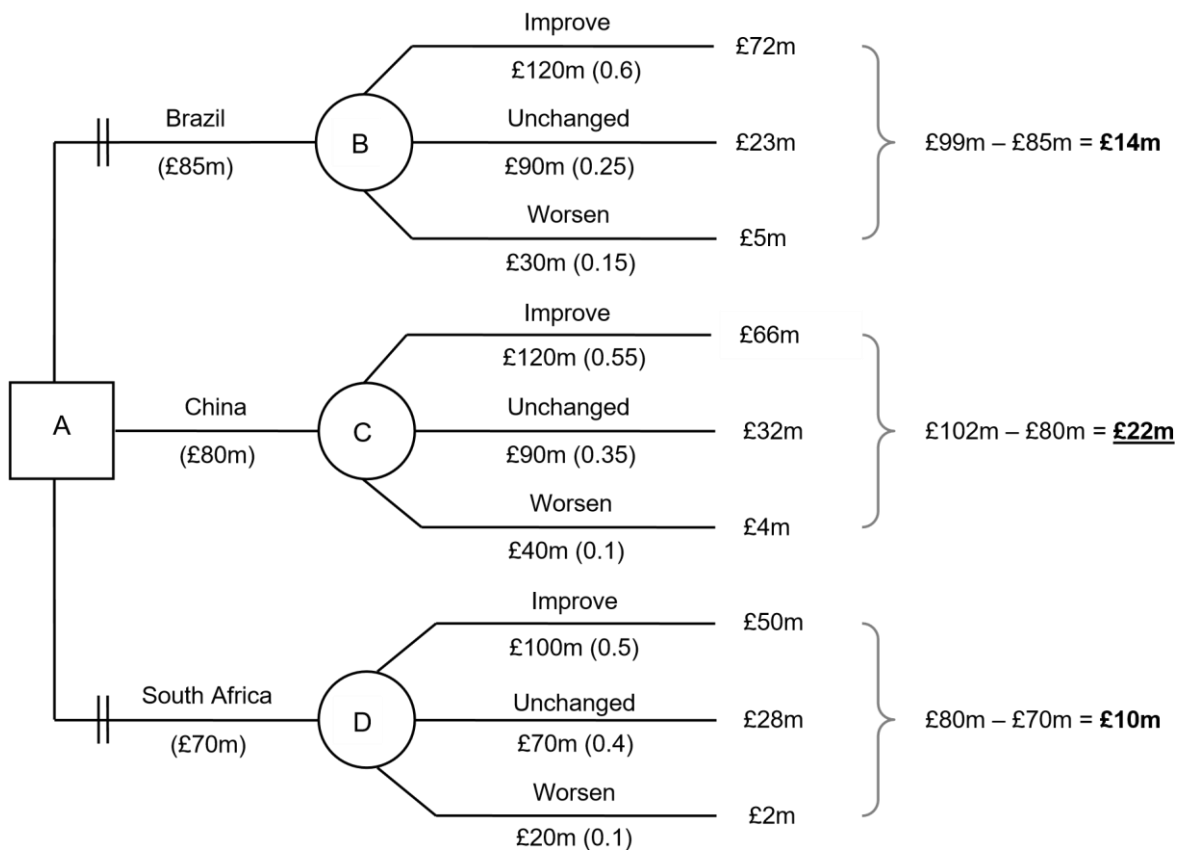 Improve
£120m (0.6)
£72m
Brazil
(£85m)
B
Unchanged
£90m (0.25)
£23m
£99m – £85m = £14m
Worsen
£30m (0.15)
£5m
Improve
£120m (0.55)
£66m
A
China
(£80m)
C
Unchanged
£90m (0.35)
£32m
£102m – £80m = £22m
Worsen
£40m (0.1)
£4m
Improve
£100m (0.5)
£50m
South Africa
(£70m)
D
Unchanged
£70m (0.4)
£28m
£80m – £70m = £10m
Worsen
£20m (0.1)
£2m